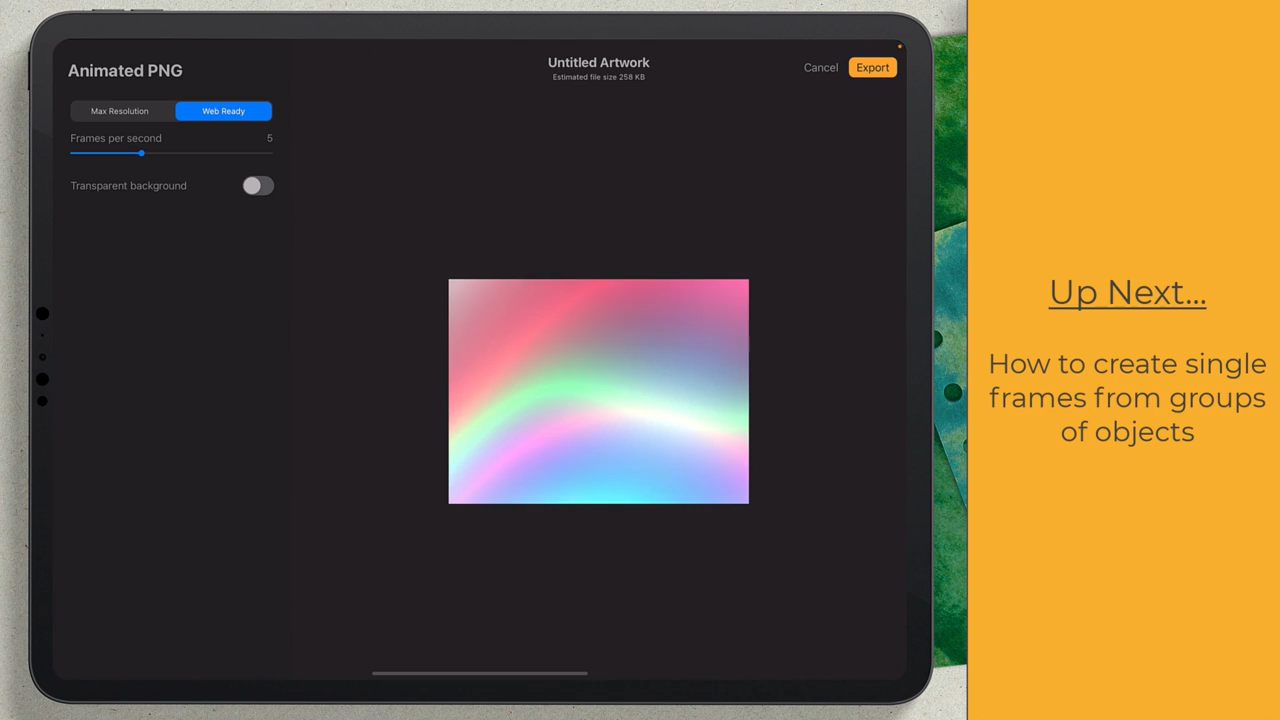 Animated PNG
Untitled Artwork
Estimated file size 258 KB
Cancel
Export
Max Resolution
Web Ready
Frames per second
5
Transparent background
Up Next...
How to create single
frames from groups
of objects